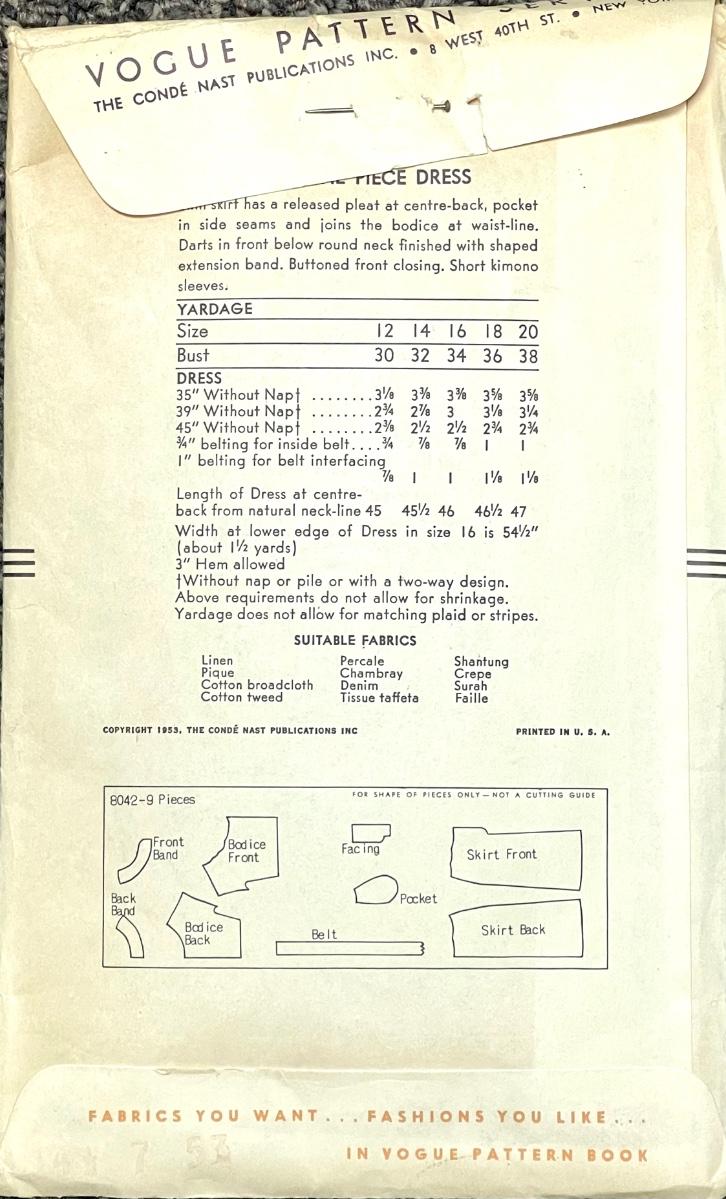 VOGUE PATTERN
THE CONDÉ NAST PUBLICATIONS INC. • 8 WEST 40TH ST. • NEW
PIECE DRESS
skirt has a released pleat at centre-back, pocket
in side seams and joins the bodice at waist-line.
Darts in front below round neck finished with shaped
extension band. Buttoned front closing. Short kimono
sleeves.
YARDAGE
Size 12 14 16 18 20
Bust 30 32 34 36 38
DRESS
35" Without Nap† ........3⅛ 3⅜ 3⅜ 3⅝ 3⅝
39" Without Nap† ........2¾ 2⅞ 3 3⅛ 3¼
45" Without Nap† ........2⅜ 2½ 2½ 2¾ 2¾
¾" belting for inside belt....¾ ⅞ ⅞ 1 1
1" belting for belt interfacing
⅞ 1 1 1⅛ 1⅛
Length of Dress at centre-
back from natural neck-line 45 45½ 46 46½ 47
Width at lower edge of Dress in size 16 is 54½"
(about 1½ yards)
3" Hem allowed
†Without nap or pile or with a two-way design.
Above requirements do not allow for shrinkage.
Yardage does not allow for matching plaid or stripes.
SUITABLE FABRICS
Linen Percale Shantung
Pique Chambray Crepe
Cotton broadcloth Denim Surah
Cotton tweed Tissue taffeta Faille
COPYRIGHT 1953, THE CONDÉ NAST PUBLICATIONS INC PRINTED IN U. S. A.
8042-9 Pieces FOR SHAPE OF PIECES ONLY—NOT A CUTTING GUIDE
Front
Band
Bodice
Front
Facing
Skirt Front
Back
Band
Bodice
Back
Pocket
Belt
Skirt Back
FABRICS YOU WANT...FASHIONS YOU LIKE...
7 53
IN VOGUE PATTERN BOOK